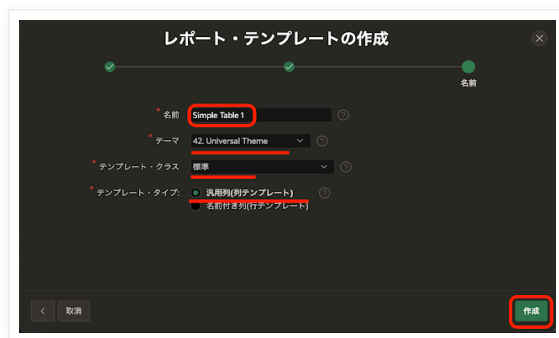 レポート・テンプレートの作成
名前
名前 Simple Table 1
テーマ 42. Universal Theme
テンプレート・クラス 標準
テンプレート・タイプ: 汎用列(列テンプレート)
名前付き列(行テンプレート)
取消 作成